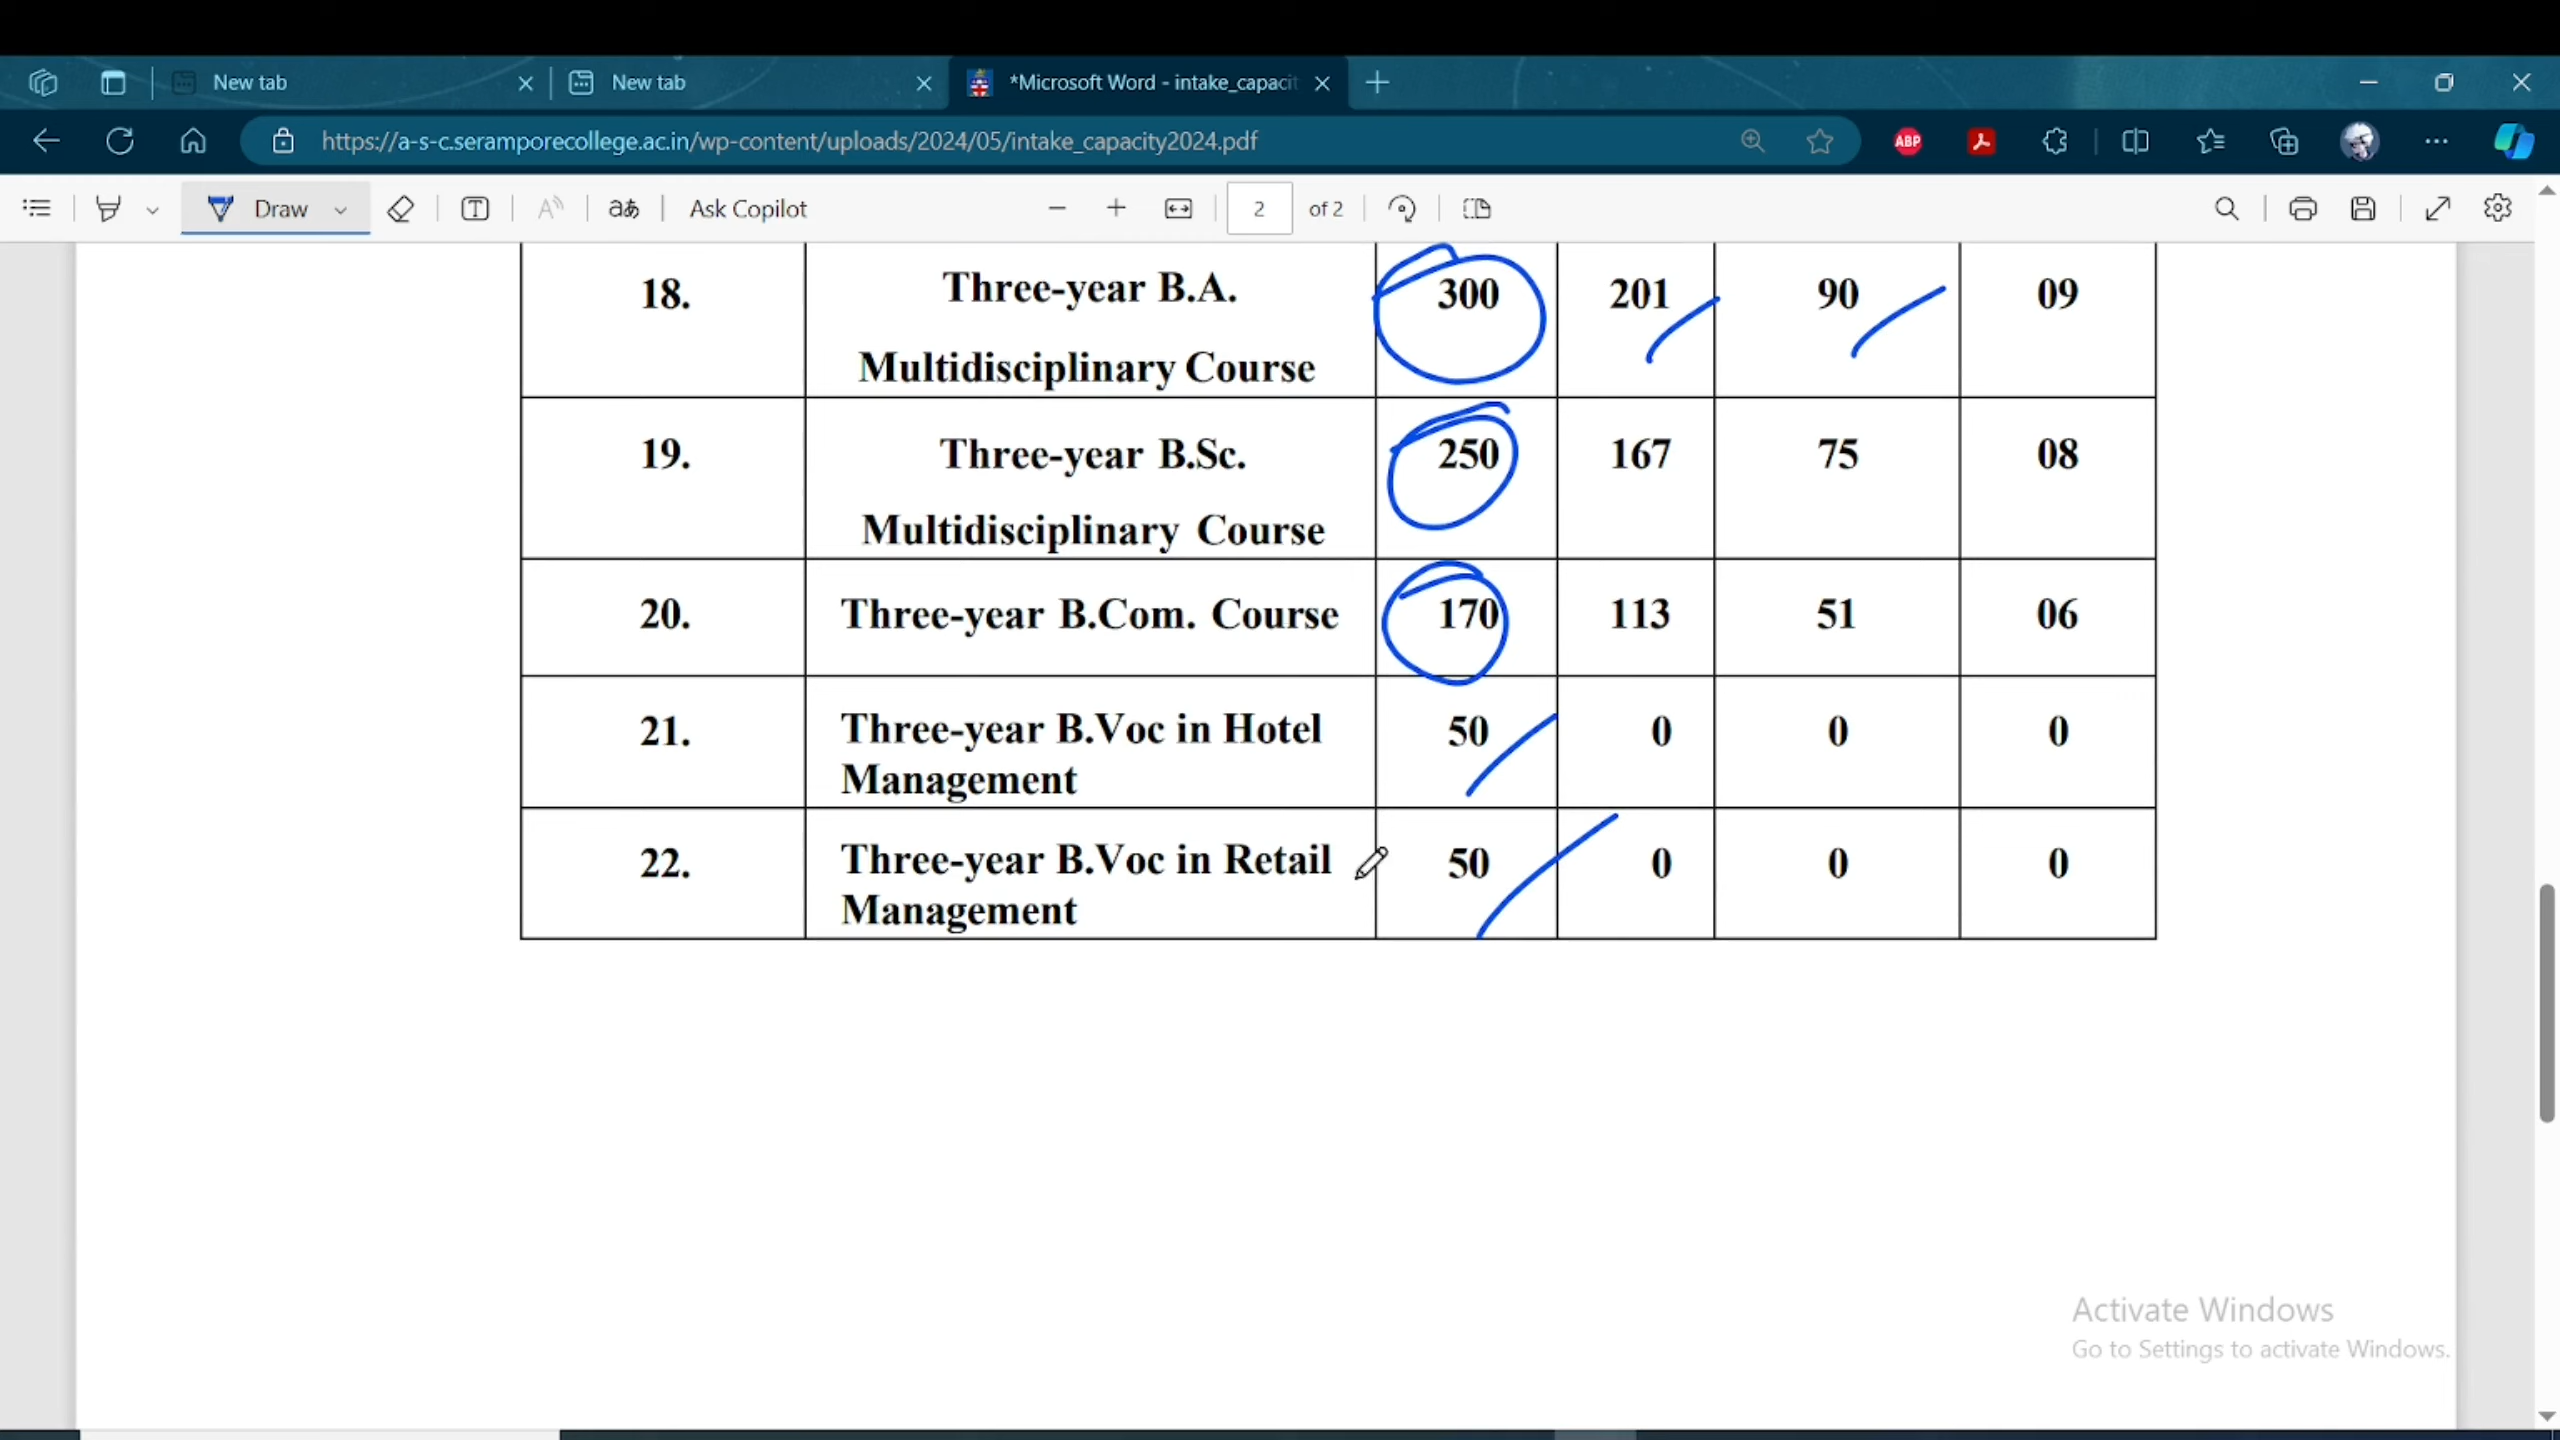 New tab
New tab
*Microsoft Word - intake_capacit
https://a-s-c.seramporecollege.ac.in/wp-content/uploads/2024/05/intake_capacity2024.pdf
ABP
Draw
aあ
Ask Copilot
2
of 2
18. Three-year B.A. 300 201 90 09
Multidisciplinary Course
19. Three-year B.Sc. 250 167 75 08
Multidisciplinary Course
20. Three-year B.Com. Course 170 113 51 06
21. Three-year B.Voc in Hotel 50 0 0 0
Management
22. Three-year B.Voc in Retail 50 0 0 0
Management
Activate Windows
Go to Settings to activate Windows.